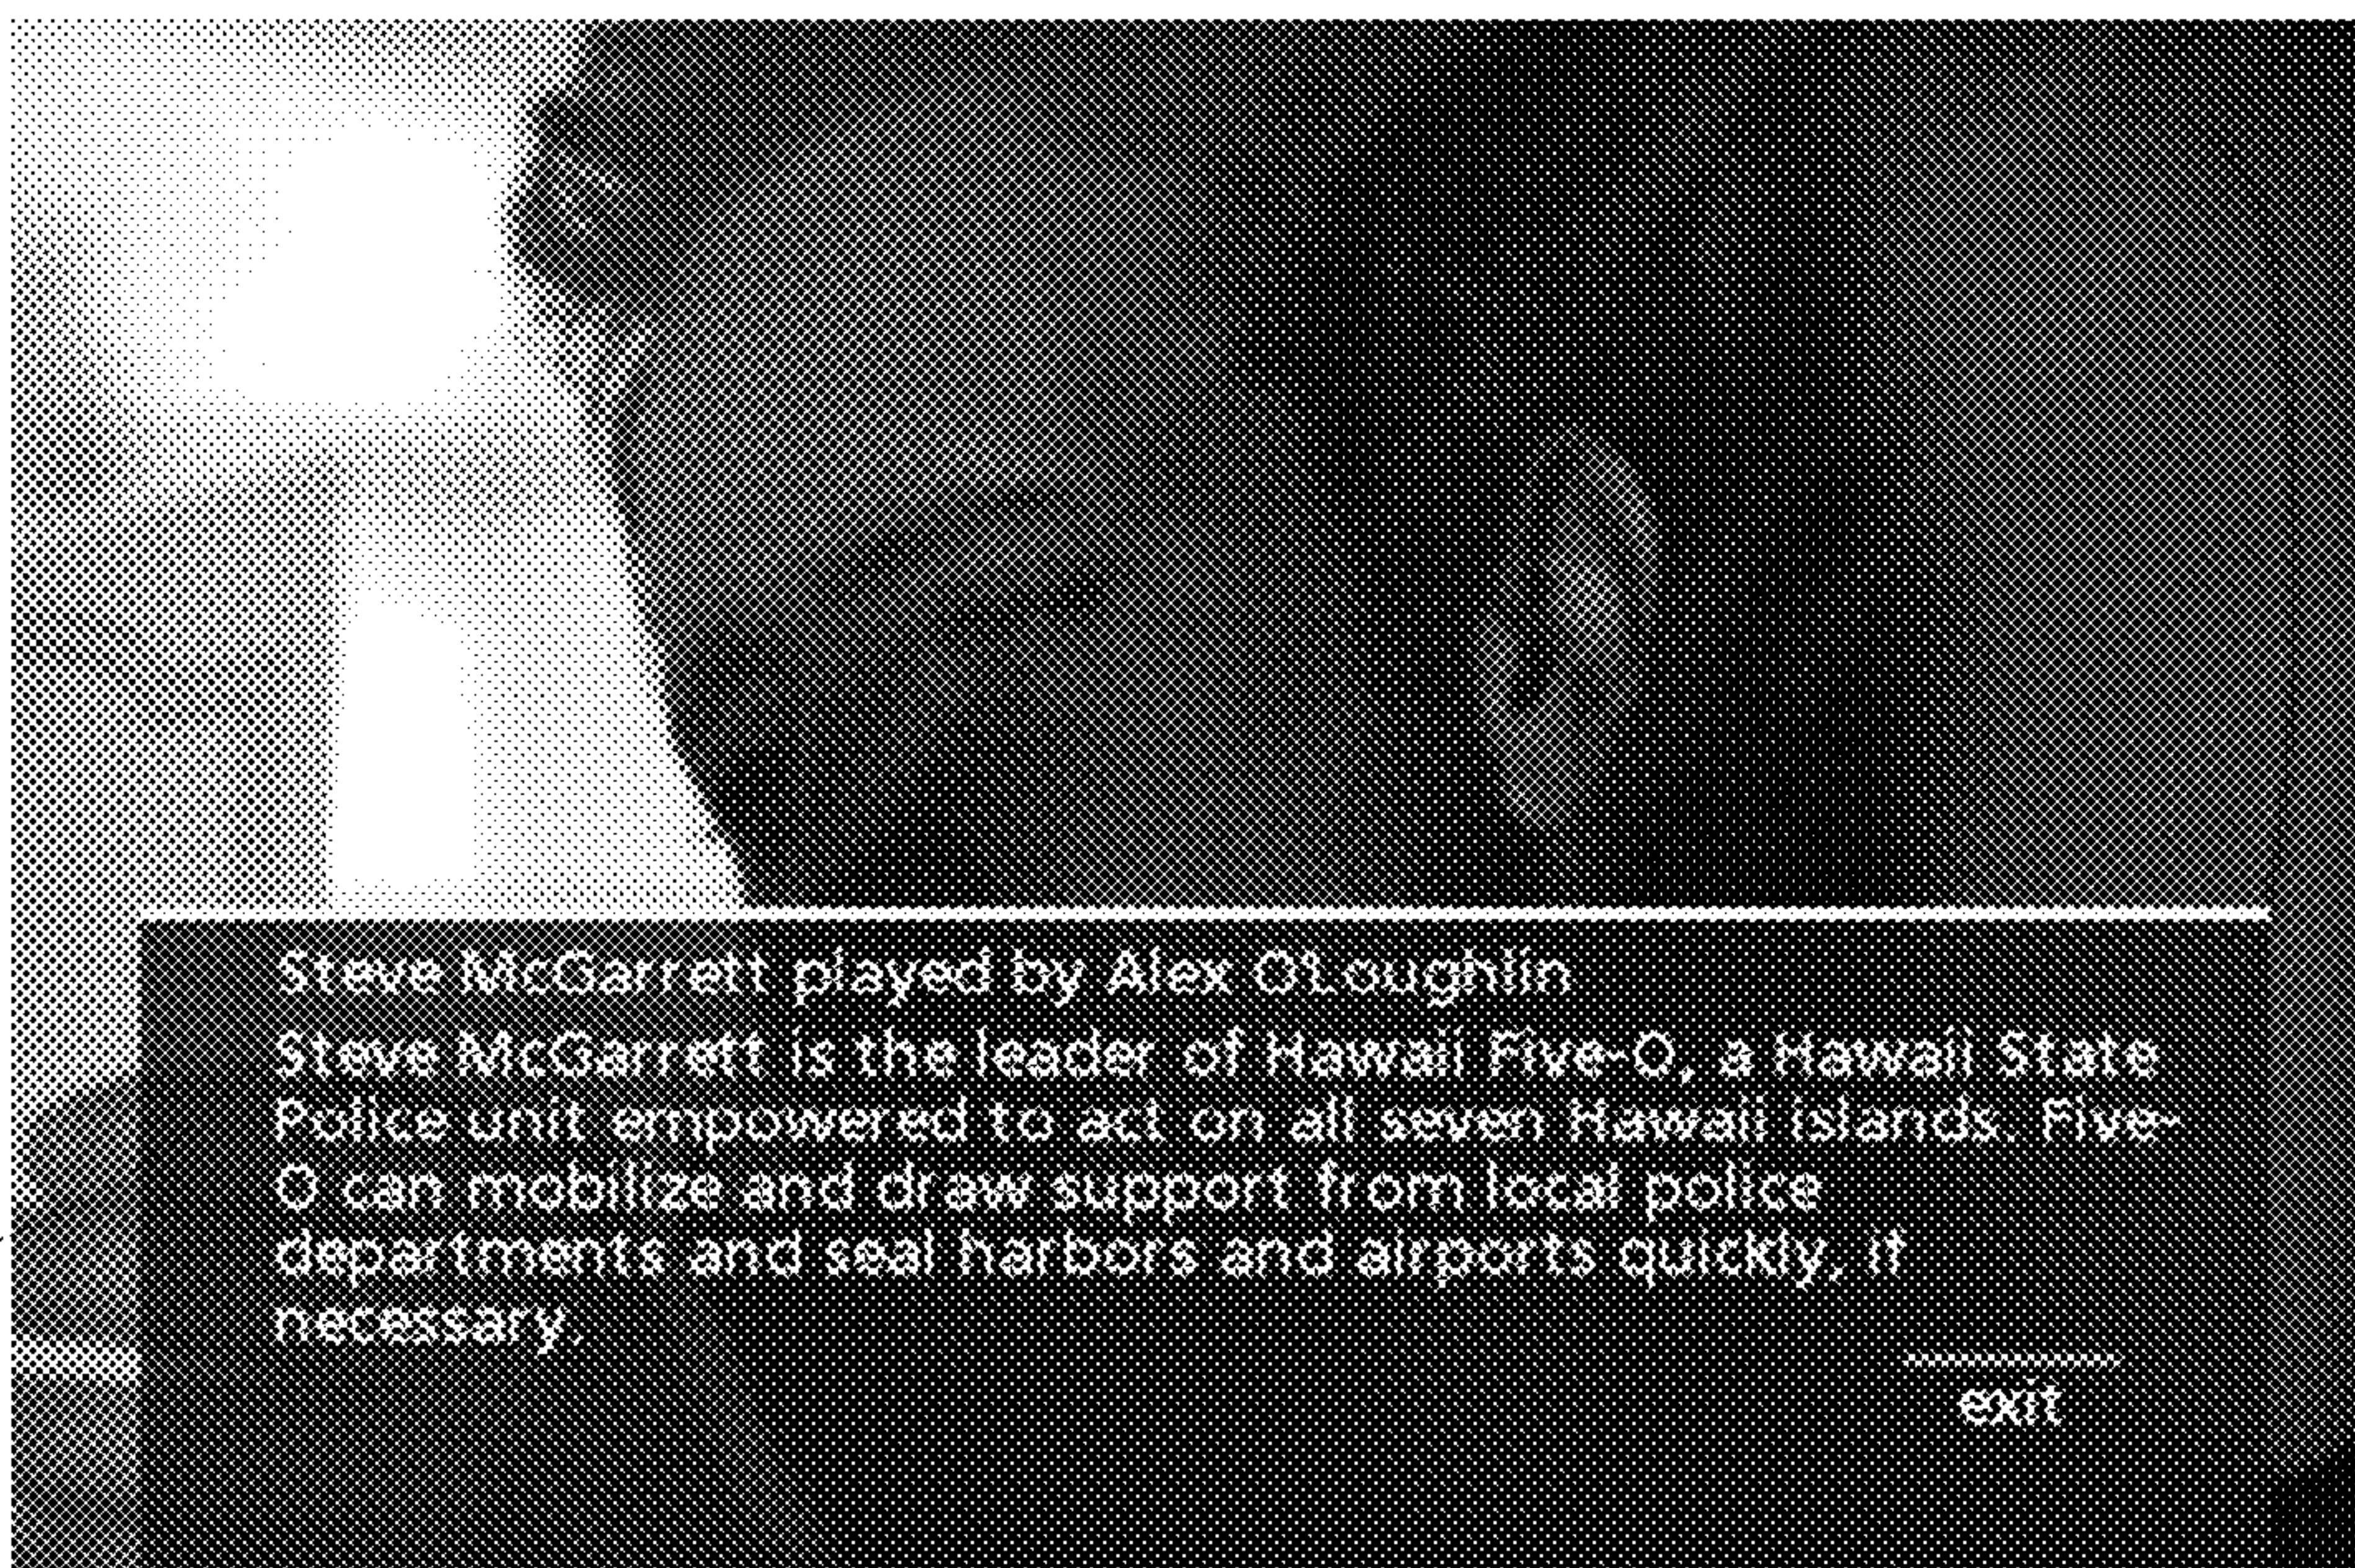 Steve McGarrett played by Alex O'Loughlin
Steve McGarrett is the leader of Hawaii Five-O, a Hawaii State
Police unit empowered to act on all seven Hawaii islands. Five-
O can mobilize and draw support from local police
departments and seal harbors and airports quickly, if
necessary.
exit